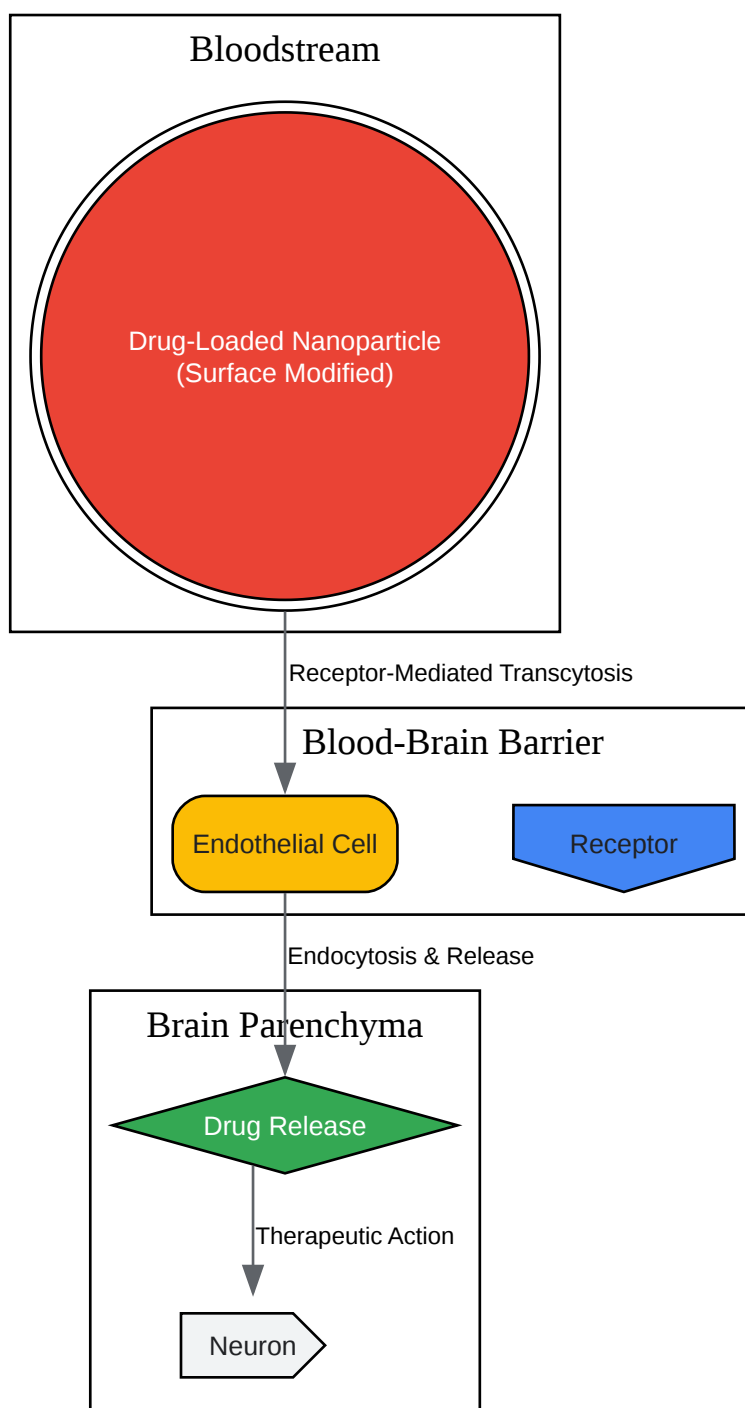 Bloodstream
Drug-Loaded Nanoparticle
(Surface Modified)
Receptor-Mediated Transcytosis
Blood-Brain Barrier
Endothelial Cell
Receptor
Endocytosis & Release
Brain Parenchyma
Drug Release
Therapeutic Action
Neuron